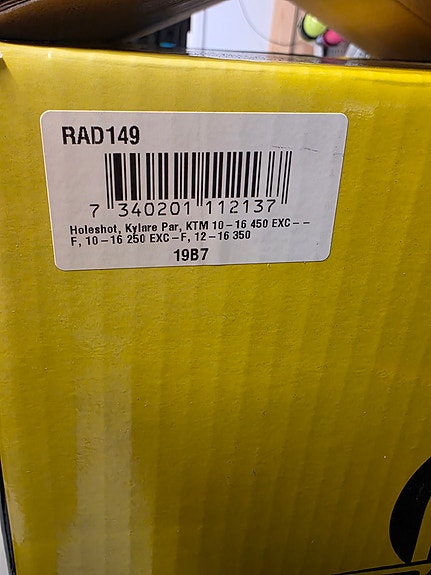 RAD149
7 340201 112137
Holeshot, Kylare Par, KTM 10-16 450 EXC--
F, 10-16 250 EXC-F, 12-16 350
19B7